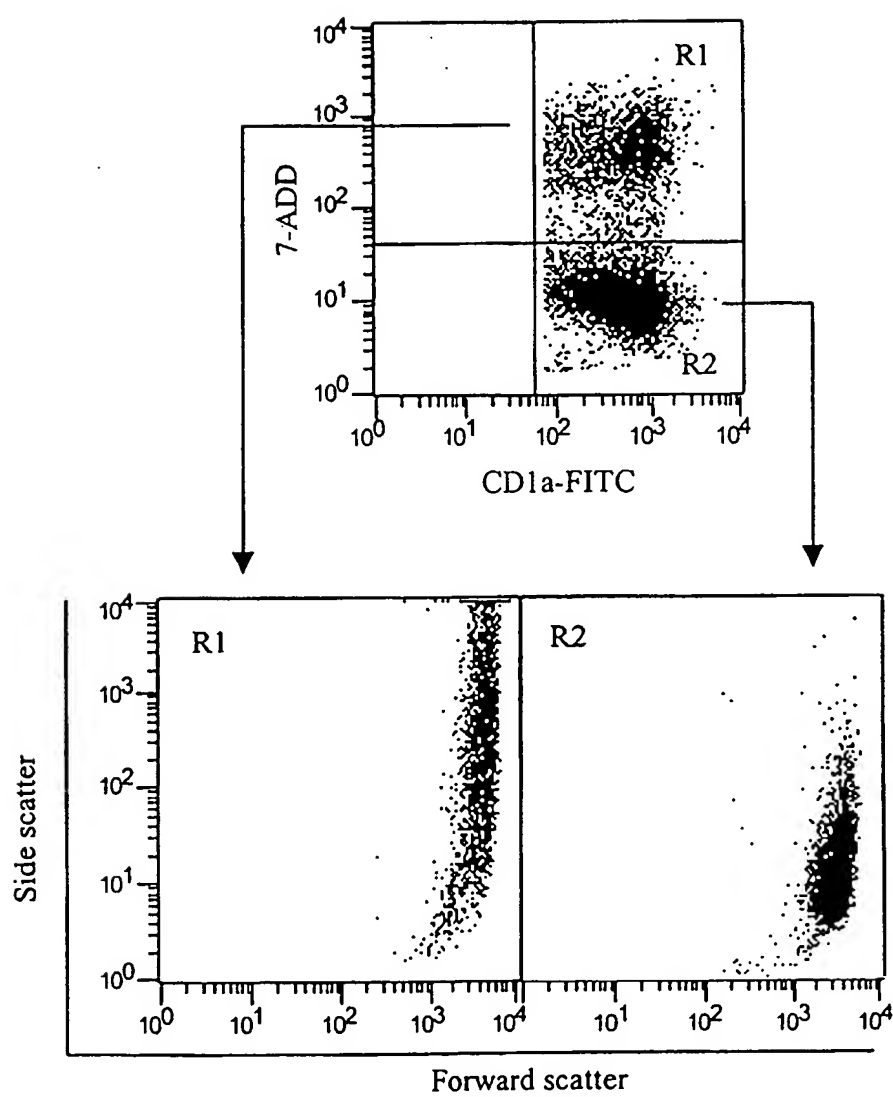 10⁴
10³
10²
10¹
10⁰
7-ADD
R1
R2
10⁰ 10¹ 10² 10³ 10⁴
CD1a-FITC
10⁴
10³
10²
10¹
10⁰
Side scatter
R1
R2
10⁰ 10¹ 10² 10³ 10⁴ 10¹ 10² 10³ 10⁴
Forward scatter